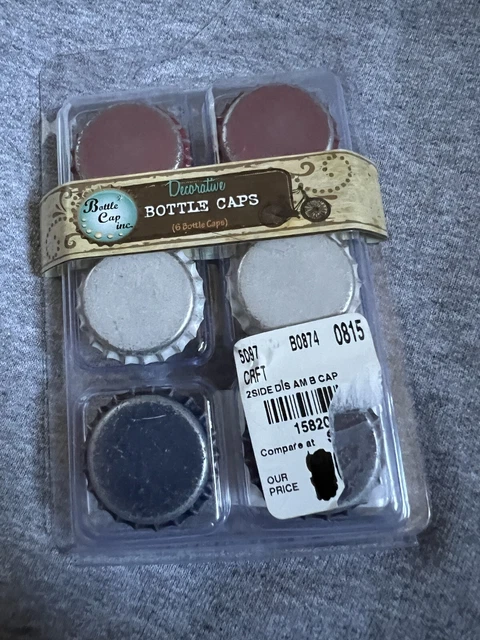 Decorative
BOTTLE CAPS
(6 Bottle Caps)
Bottle
Cap
inc.
5097 B0874 0815
CRFT
2SIDE DIS AM B CAP
1582C
Compare at $
OUR
PRICE